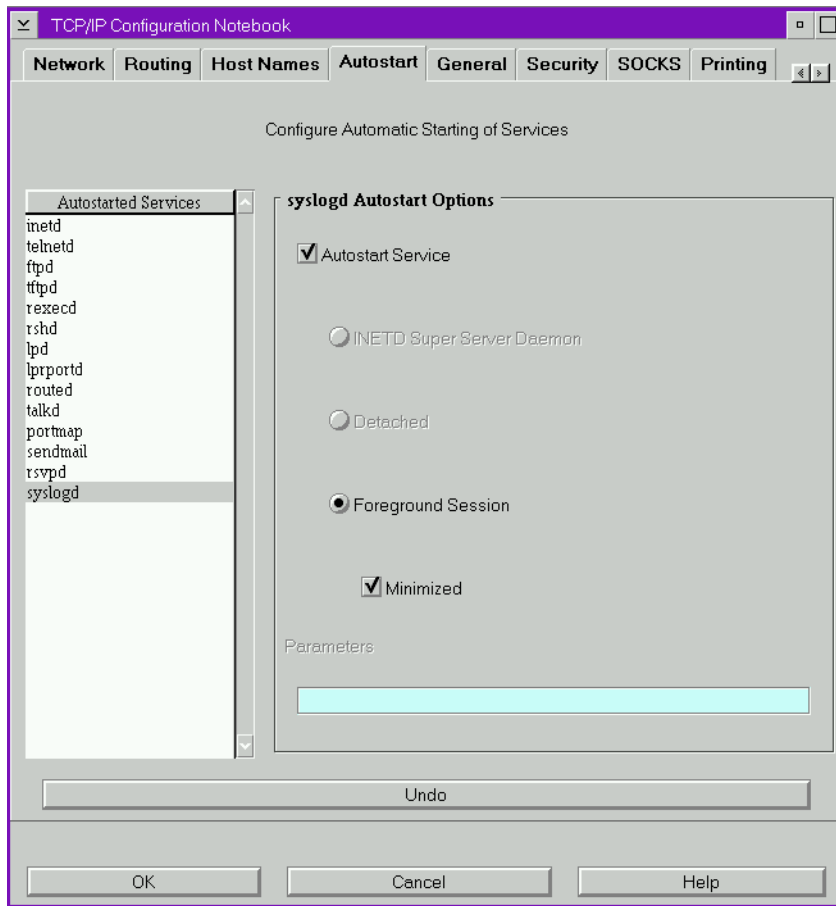 TCP/IP Configuration Notebook
Network Routing Host Names Autostart General Security SOCKS Printing
Configure Automatic Starting of Services
Autostarted Services
inetd
telnetd
ftpd
tftpd
rexecd
rshd
lpd
lprportd
routed
talkd
portmap
sendmail
rsvpd
syslogd
syslogd Autostart Options
Autostart Service
INETD Super Server Daemon
Detached
Foreground Session
Minimized
Parameters
Undo
OK Cancel Help